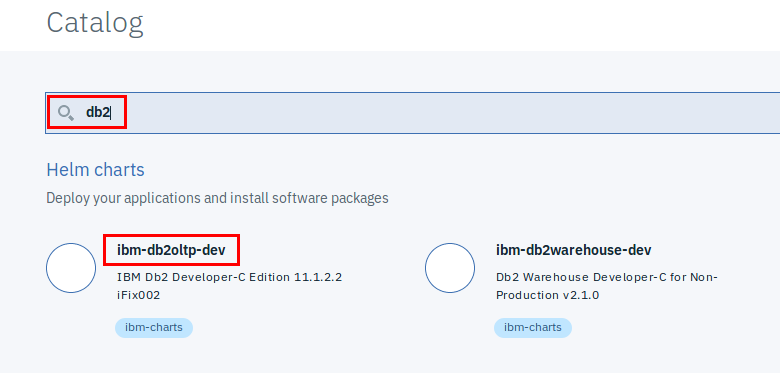 Catalog
db2
Helm charts
Deploy your applications and install software packages
ibm-db2oltp-dev
IBM Db2 Developer-C Edition 11.1.2.2
iFix002
ibm-charts
ibm-db2warehouse-dev
Db2 Warehouse Developer-C for Non-
Production v2.1.0
ibm-charts